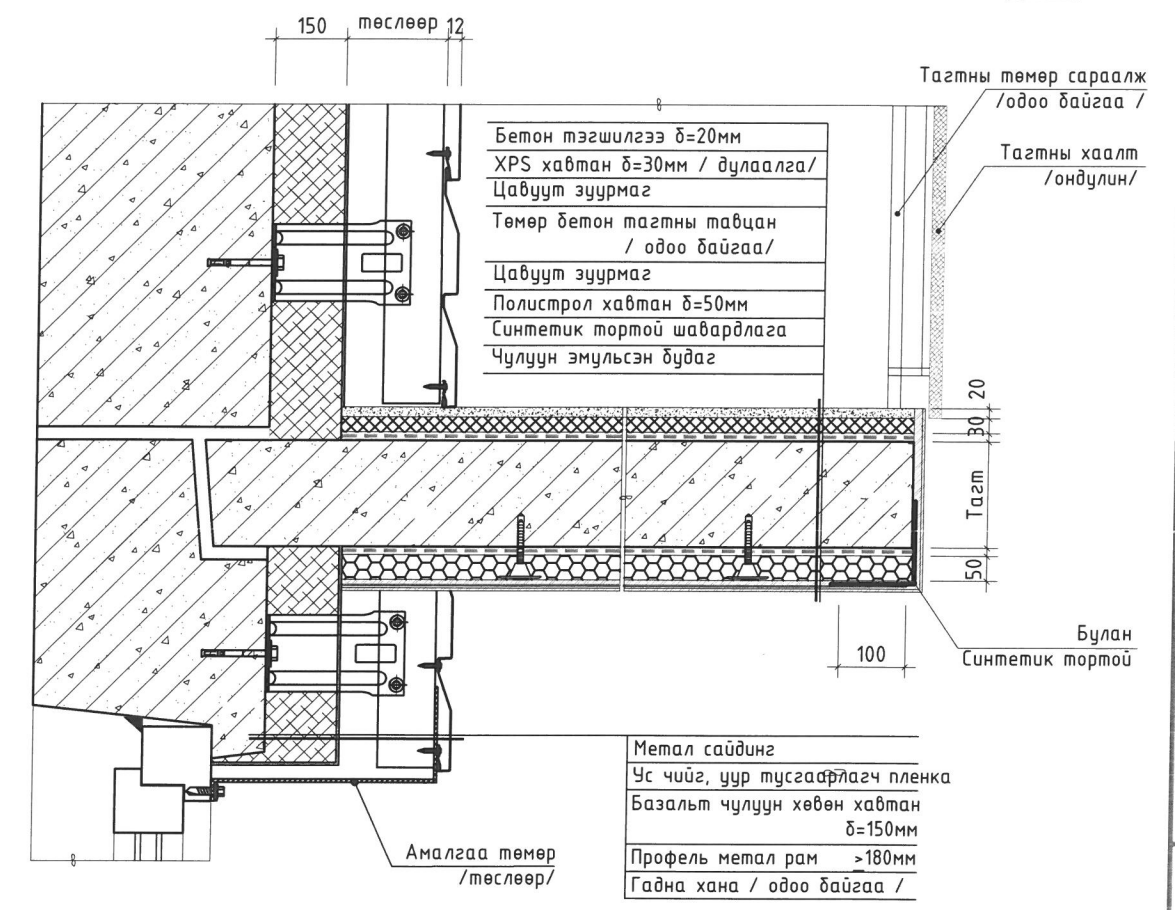 150
төслөөр
12
Тагтны төмөр сараалж
/одоо байгаа /
Тагтны хаалт
/ондулин/
Бетон тэгшилгээ δ=20мм
XPS хавтан δ=30мм / дулаалга/
Цавуут зуурмаг
Төмөр бетон тагтны тавцан
/ одоо байгаа/
Цавуут зуурмаг
Полистрол хавтан δ=50мм
Синтетик тортой шавардлага
Чулуун эмульсэн будаг
20
30
Тагт
50
100
Булан
Синтетик тортой
Метал сайдинг
Ус чийг, уур тусгаарлагч пленка
Базальт чулуун хөвөн хавтан
δ=150мм
Профель метал рам >180мм
Гадна хана / одоо байгаа /
Амалгаа төмөр
/төслөөр/